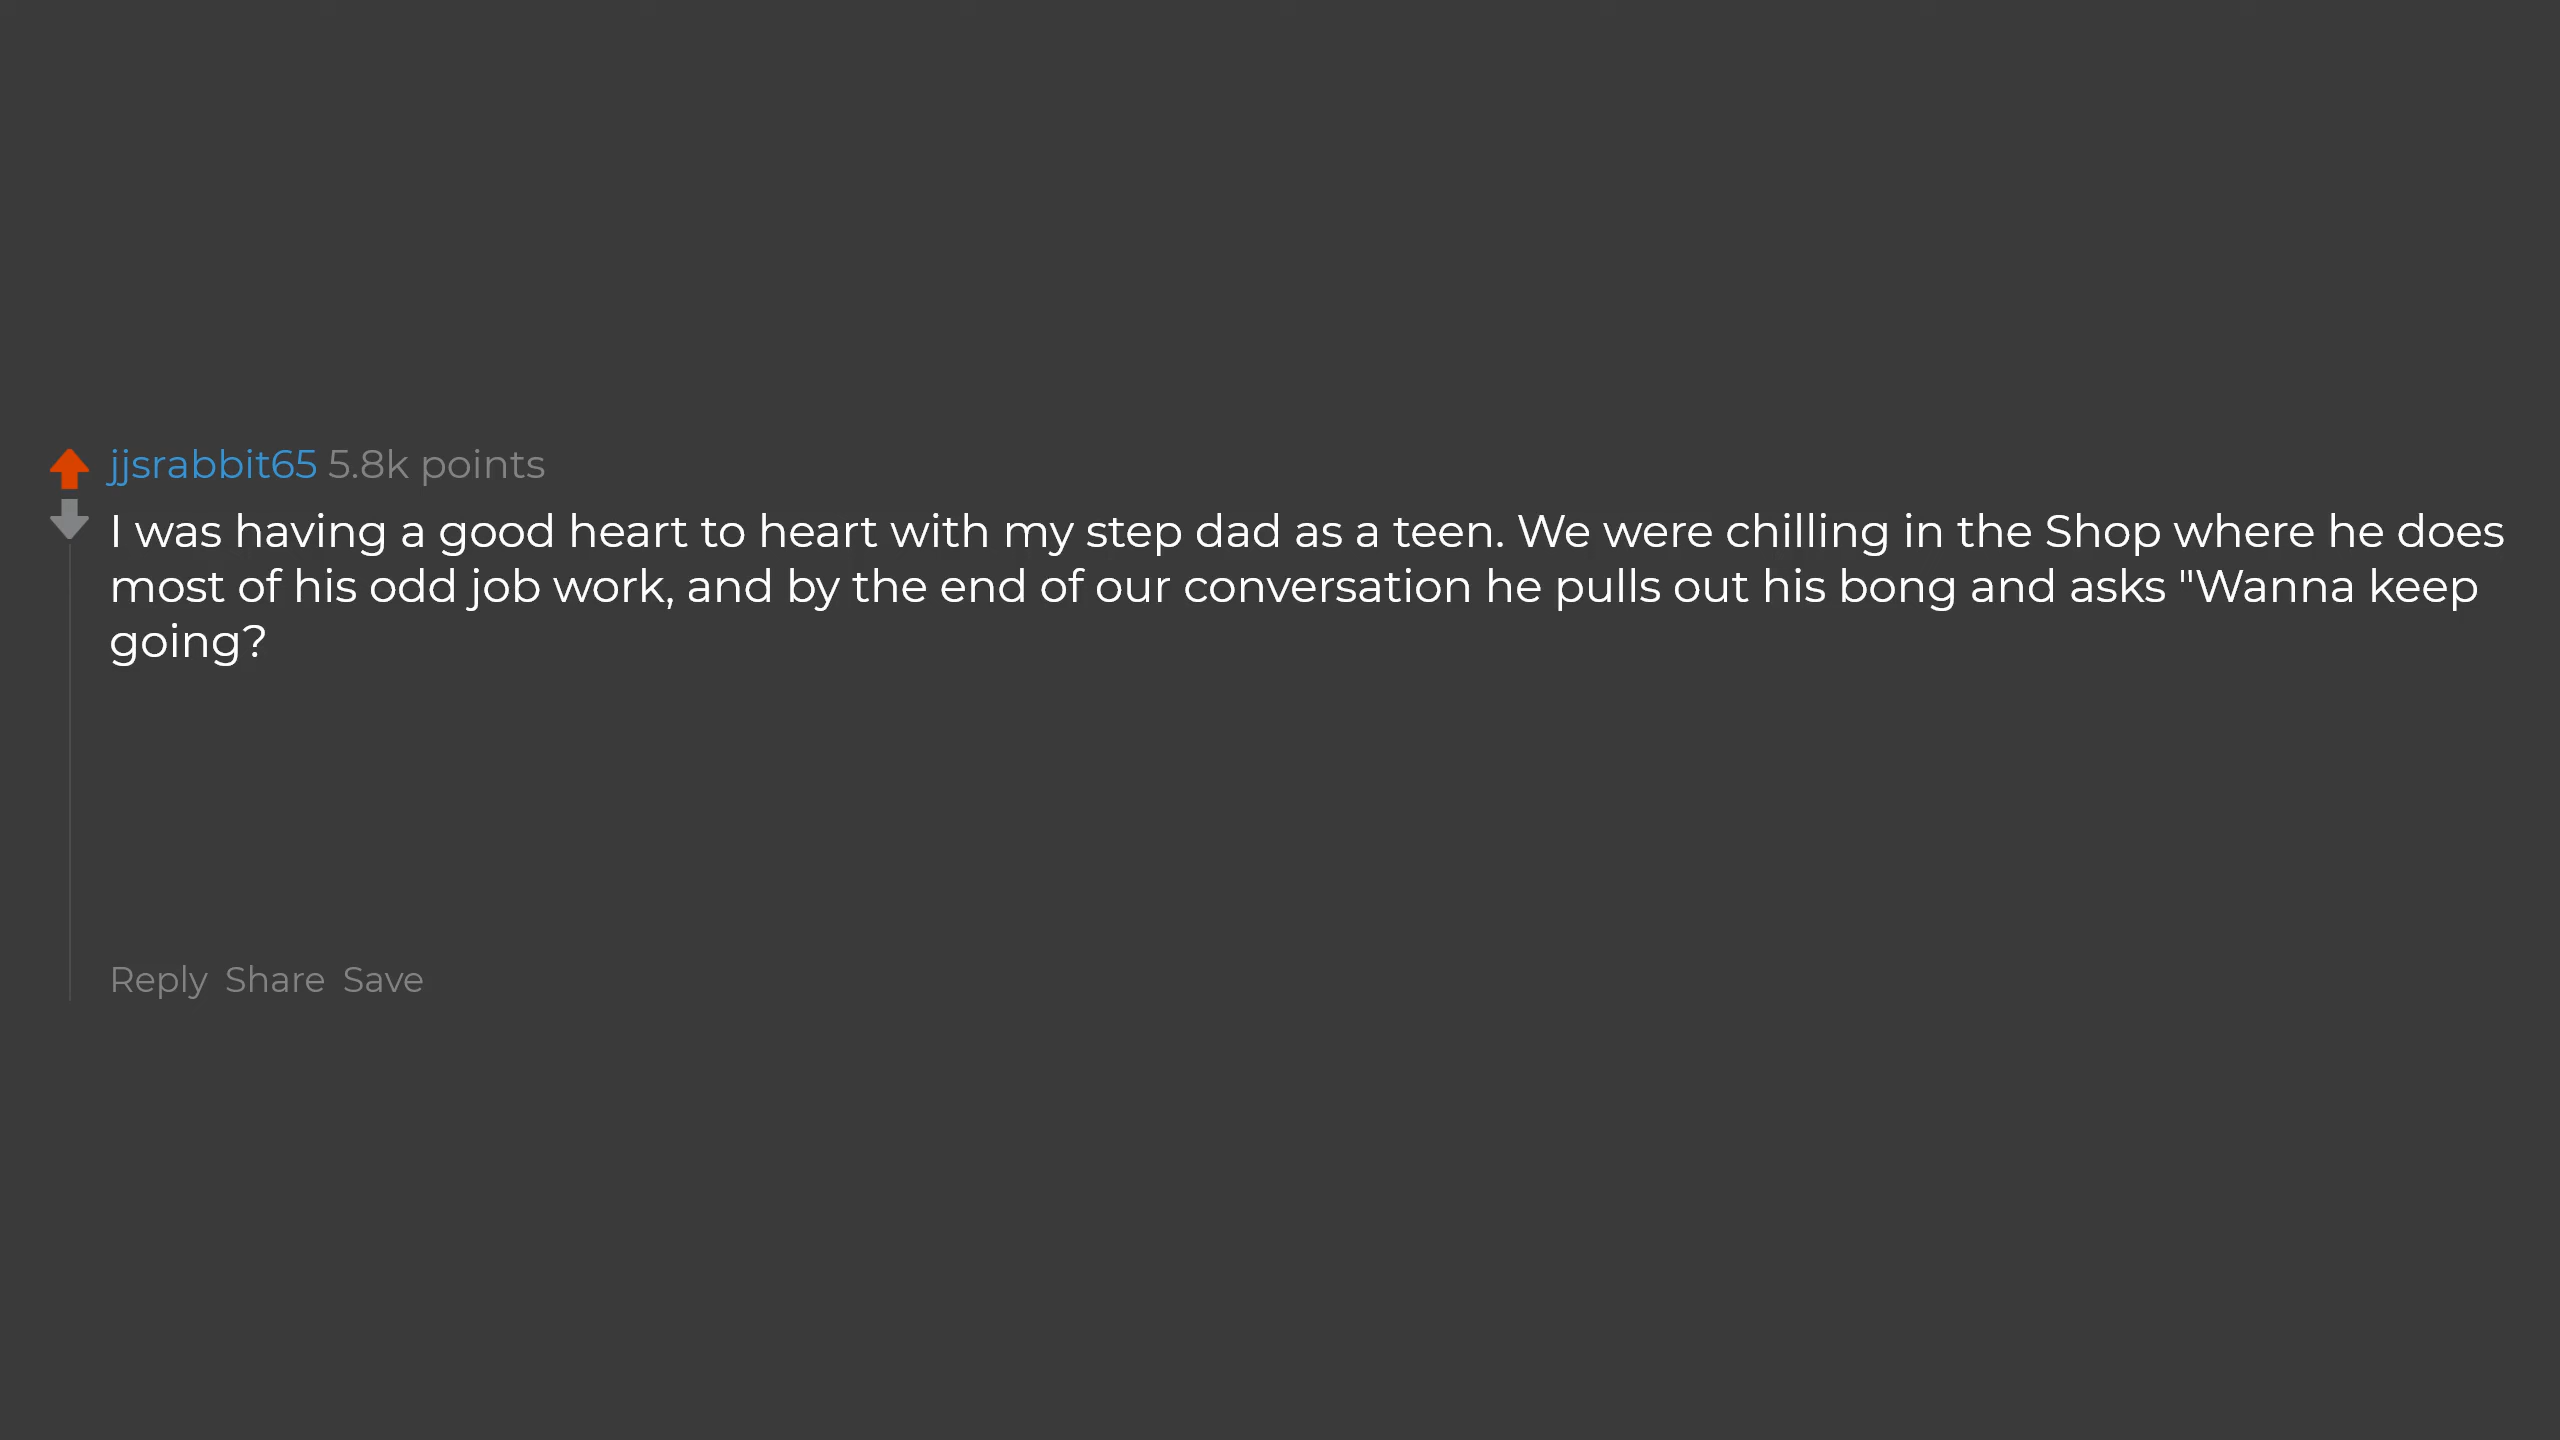 jjsrabbit65 5.8k points
I was having a good heart to heart with my step dad as a teen. We were chilling in the Shop where he does
most of his odd job work, and by the end of our conversation he pulls out his bong and asks "Wanna keep
going?
Reply Share Save